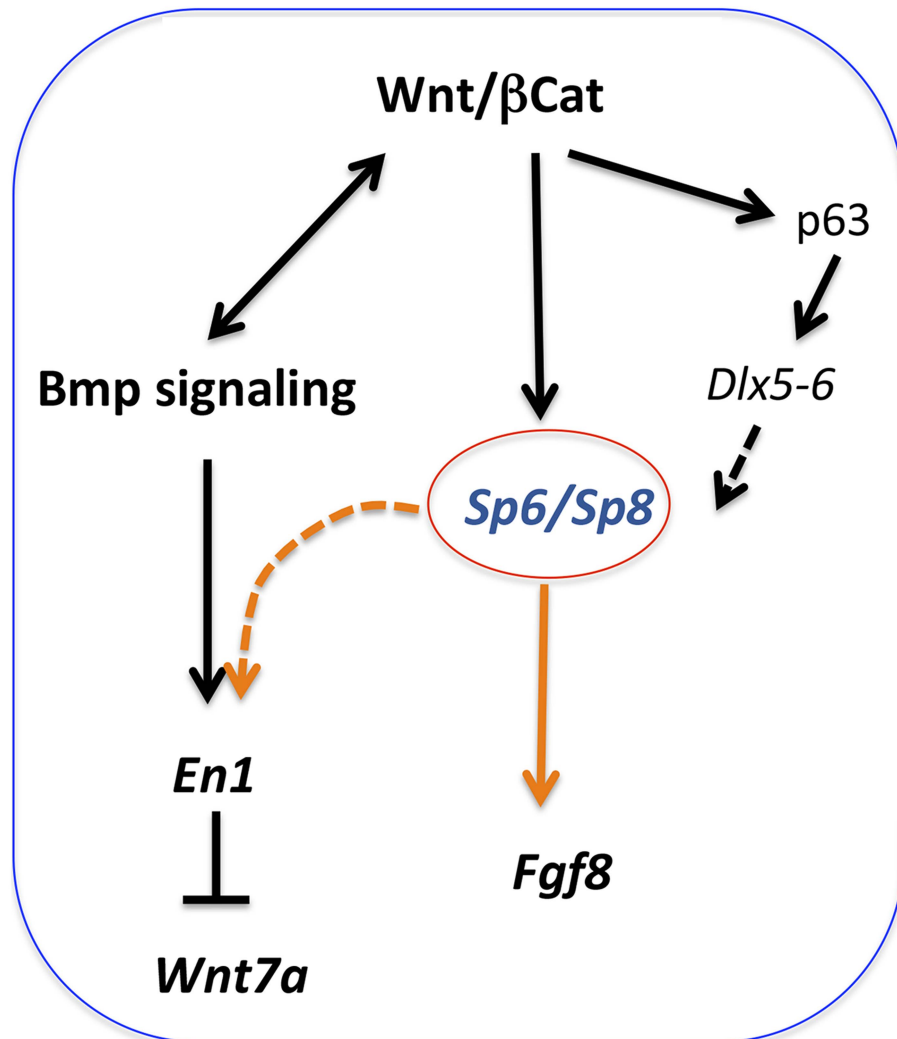 Wnt/βCat
p63
Bmp signaling
Dlx5-6
Sp6/Sp8
En1
Fgf8
Wnt7a